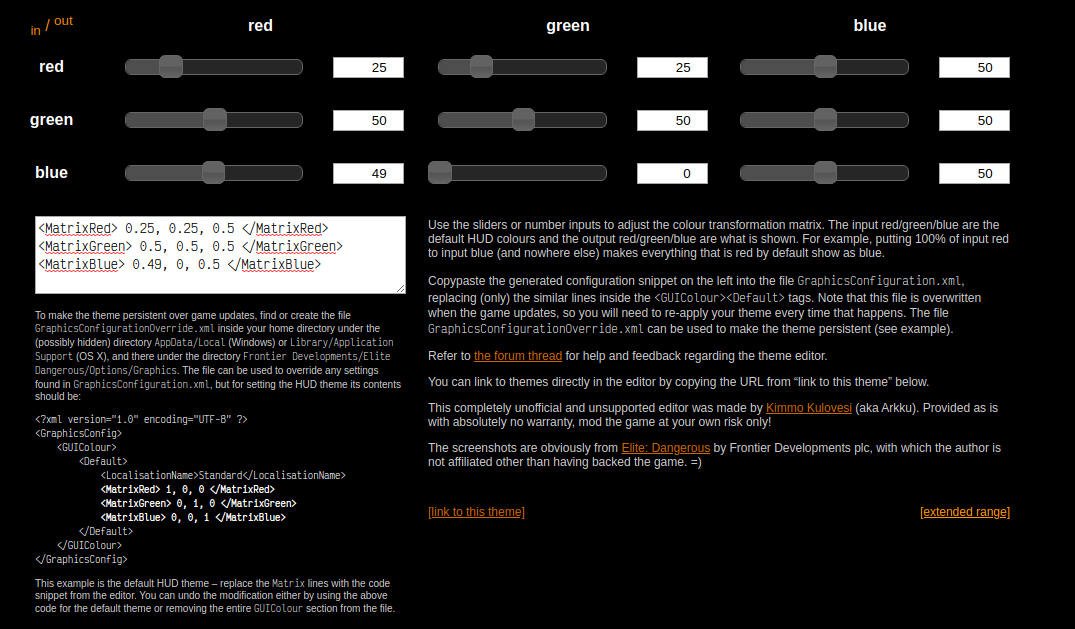 in / out red green blue
red 25 25 50
green 50 50 50
blue 49 0 50
<MatrixRed> 0.25, 0.25, 0.5 </MatrixRed>
<MatrixGreen> 0.5, 0.5, 0.5 </MatrixGreen>
<MatrixBlue> 0.49, 0, 0.5 </MatrixBlue>
To make the theme persistent over game updates, find or create the file
GraphicsConfigurationOverride.xml inside your home directory under the
(possibly hidden) directory AppData/Local (Windows) or Library/Application
Support (OS X), and there under the directory Frontier Developments/Elite
Dangerous/Options/Graphics. The file can be used to override any settings
found in GraphicsConfiguration.xml, but for setting the HUD theme its contents
should be:
<?xml version="1.0" encoding="UTF-8" ?>
<GraphicsConfig>
<GUIColour>
<Default>
<LocalisationName>Standard</LocalisationName>
<MatrixRed> 1, 0, 0 </MatrixRed>
<MatrixGreen> 0, 1, 0 </MatrixGreen>
<MatrixBlue> 0, 0, 1 </MatrixBlue>
</Default>
</GUIColour>
</GraphicsConfig>
This example is the default HUD theme – replace the Matrix lines with the code
snippet from the editor. You can undo the modification either by using the above
code for the default theme or removing the entire GUIColour section from the file.
Use the sliders or number inputs to adjust the colour transformation matrix. The input red/green/blue are the
default HUD colours and the output red/green/blue are what is shown. For example, putting 100% of input red
to input blue (and nowhere else) makes everything that is red by default show as blue.
Copypaste the generated configuration snippet on the left into the file GraphicsConfiguration.xml,
replacing (only) the similar lines inside the <GUIColour><Default> tags. Note that this file is overwritten
when the game updates, so you will need to re-apply your theme every time that happens. The file
GraphicsConfigurationOverride.xml can be used to make the theme persistent (see example).
Refer to the forum thread for help and feedback regarding the theme editor.
You can link to themes directly in the editor by copying the URL from “link to this theme” below.
This completely unofficial and unsupported editor was made by Kimmo Kulovesi (aka Arkku). Provided as is
with absolutely no warranty, mod the game at your own risk only!
The screenshots are obviously from Elite: Dangerous by Frontier Developments plc, with which the author is
not affiliated other than having backed the game. =)
[link to this theme] [extended range]